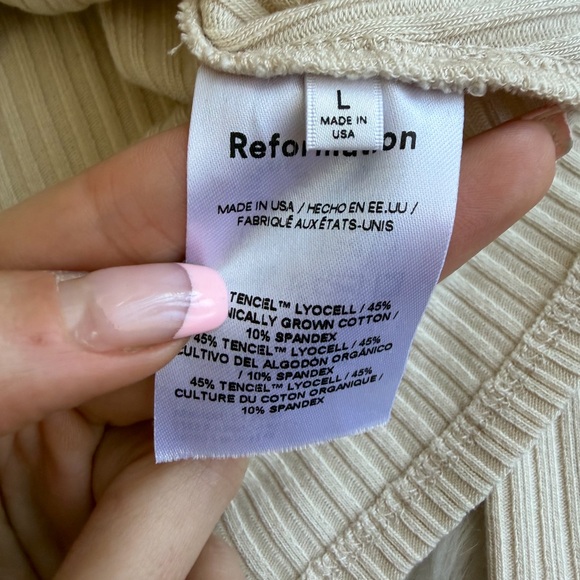 L
MADE IN
USA
MADE IN USA / HECHO EN EE.UU /
FABRIQUÉ AUX ÉTATS-UNIS
TENCEL™ LYOCELL / 45%
GROWN COTTON /
10% SPANDEX
45% TENCEL™ LYOCELL / 45%
CULTIVO DEL ALGODÓN ORGÁNICO
/ 10% SPANDEX
45% TENCEL™ LYOCELL / 45%
CULTURE DU COTON ORGANIQUE /
10% SPANDEX